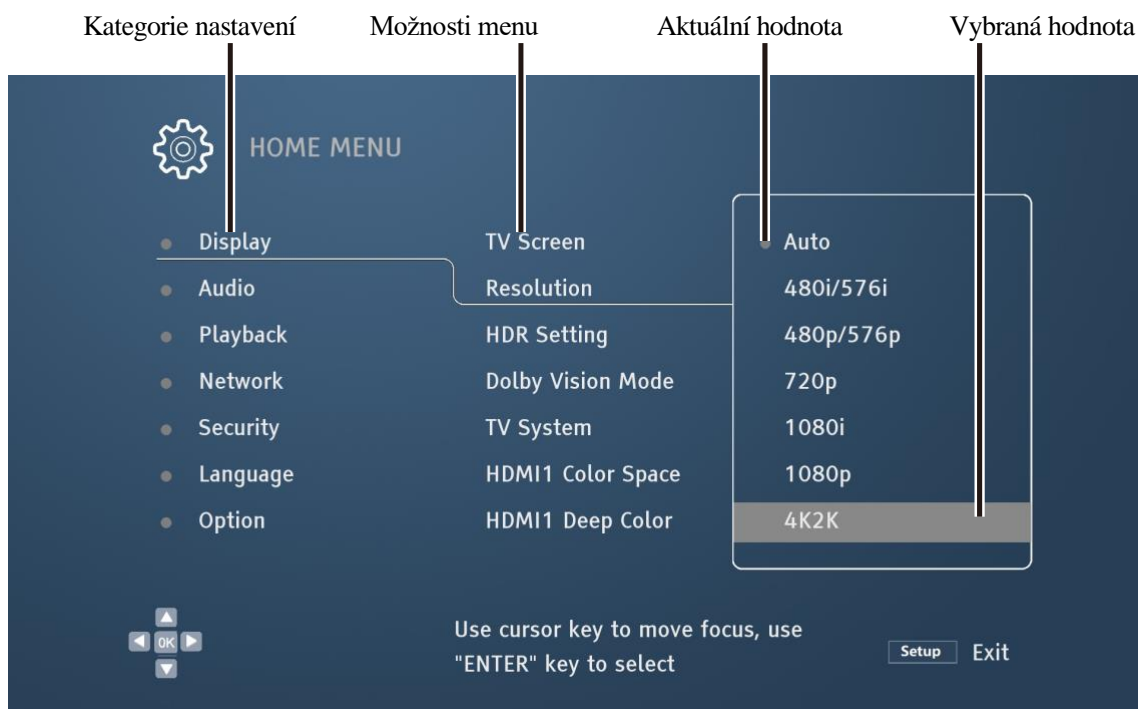 Kategorie nastavení Možnosti menu Aktuální hodnota Vybraná hodnota
HOME MENU
Display TV Screen Auto
Audio Resolution 480i/576i
Playback HDR Setting 480p/576p
Network Dolby Vision Mode 720p
Security TV System 1080i
Language HDMI1 Color Space 1080p
Option HDMI1 Deep Color 4K2K
OK
Use cursor key to move focus, use
"ENTER" key to select
Setup Exit